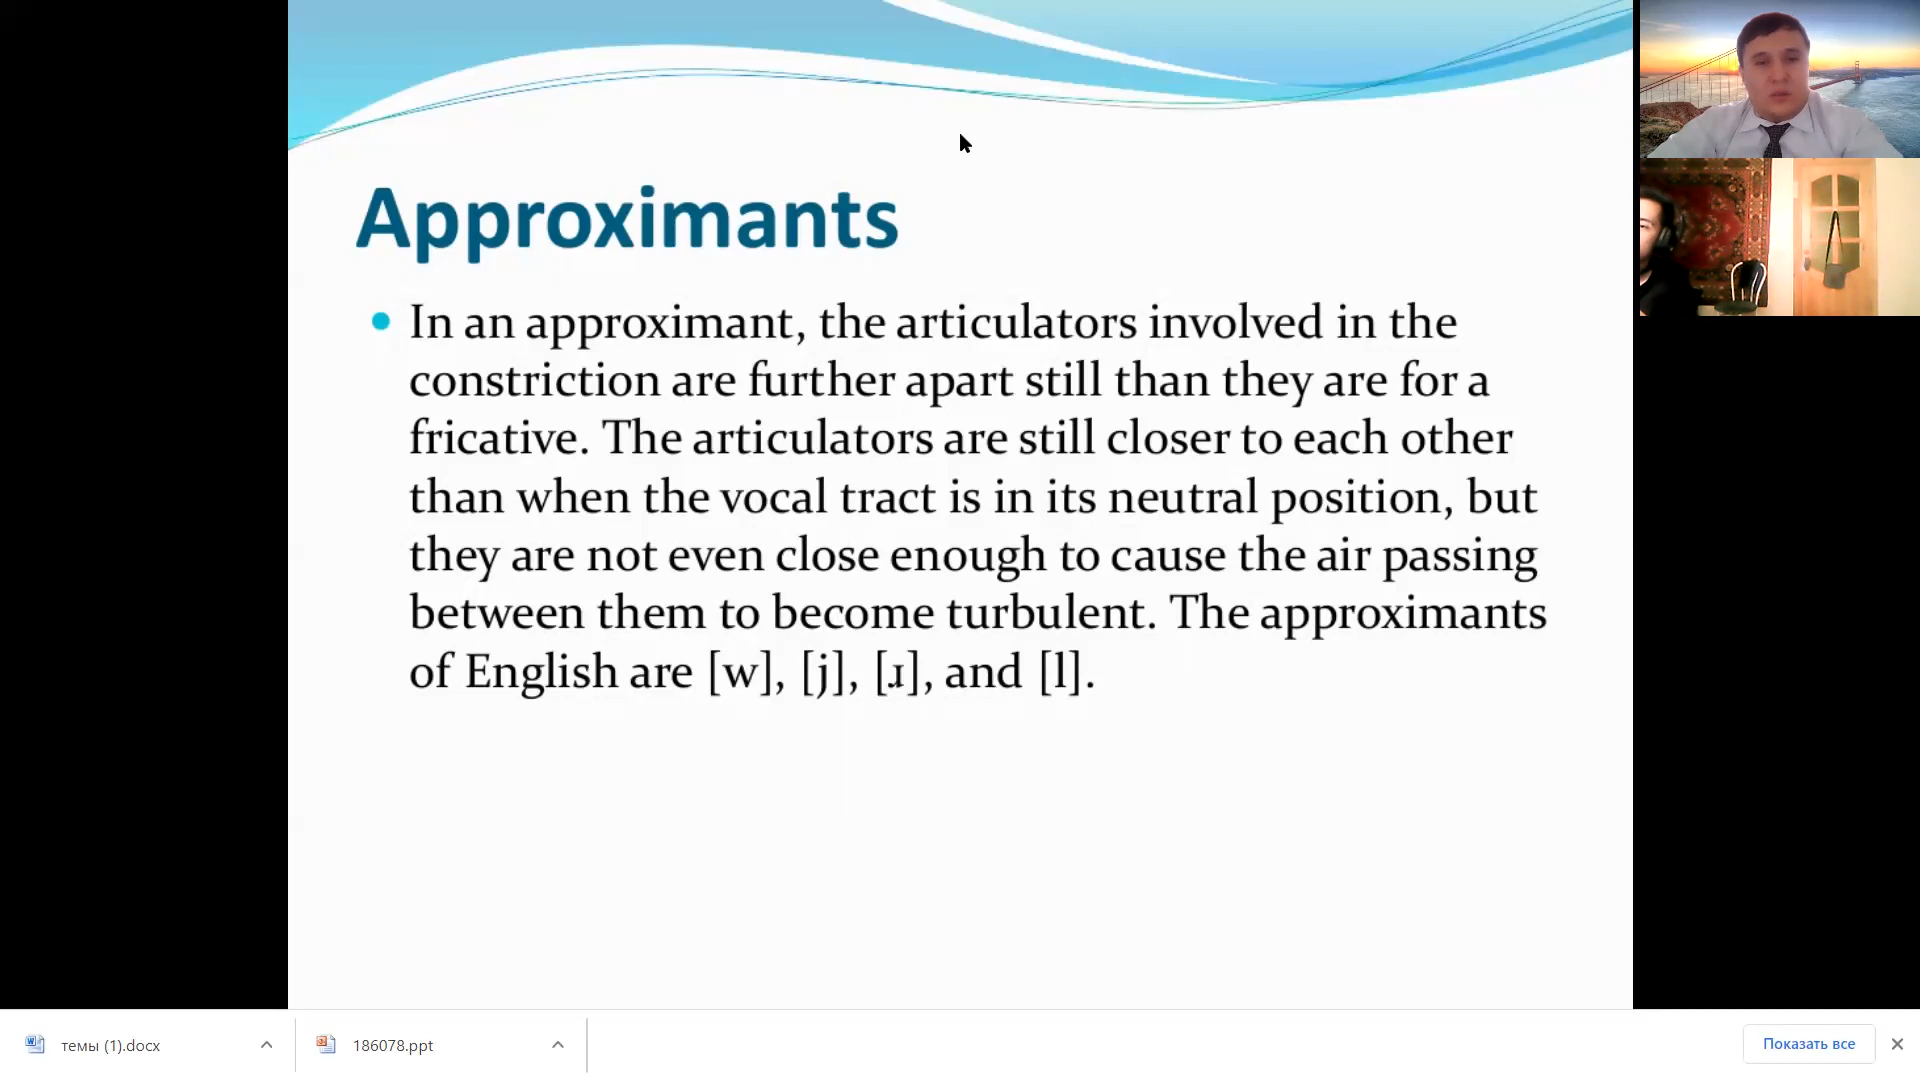 Approximants
In an approximant, the articulators involved in the
constriction are further apart still than they are for a
fricative. The articulators are still closer to each other
than when the vocal tract is in its neutral position, but
they are not even close enough to cause the air passing
between them to become turbulent. The approximants
of English are [w], [j], [ɹ], and [l].
темы (1).docx
186078.ppt
Показать все